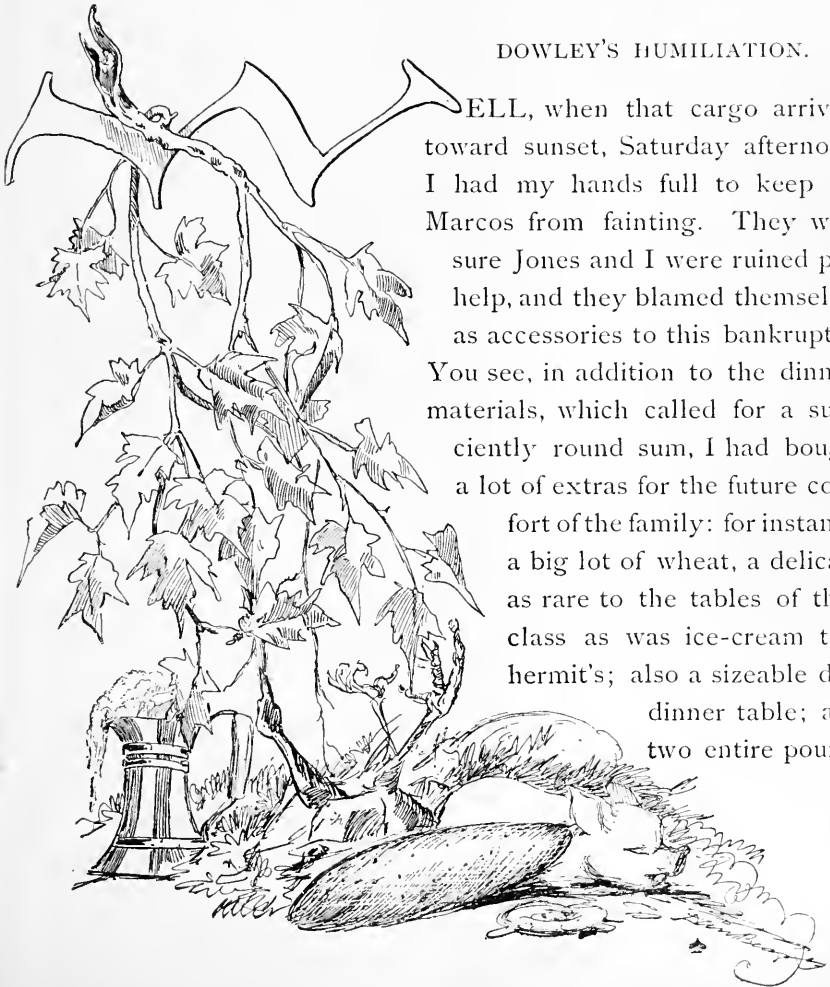 DOWLEY'S HUMILIATION.
WELL, when that cargo arriv
toward sunset, Saturday afterno
I had my hands full to keep
Marcos from fainting. They w
sure Jones and I were ruined p
help, and they blamed themsel
as accessories to this bankrupt
You see, in addition to the dinn
materials, which called for a su
ciently round sum, I had boug
a lot of extras for the future co
fort of the family: for instan
a big lot of wheat, a delica
as rare to the tables of th
class as was ice-cream t
hermit's; also a sizeable d
dinner table; a
two entire pour